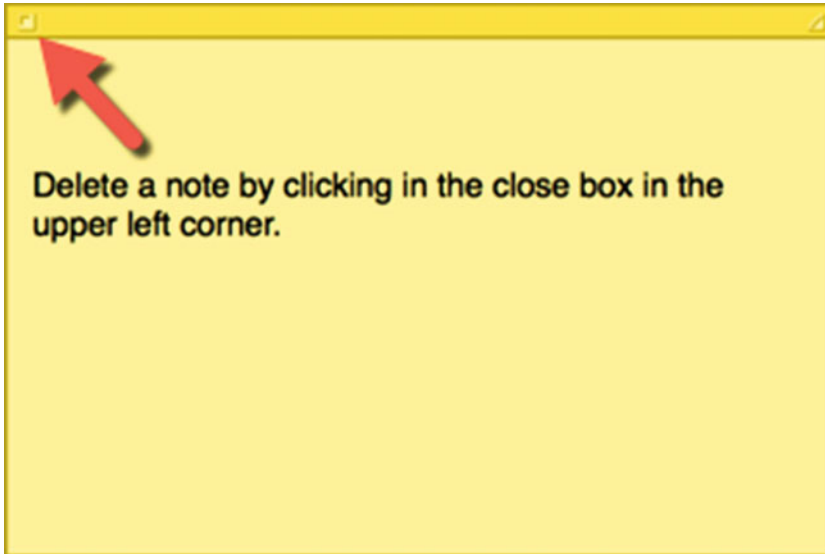 Delete a note by clicking in the close box in the
upper left corner.